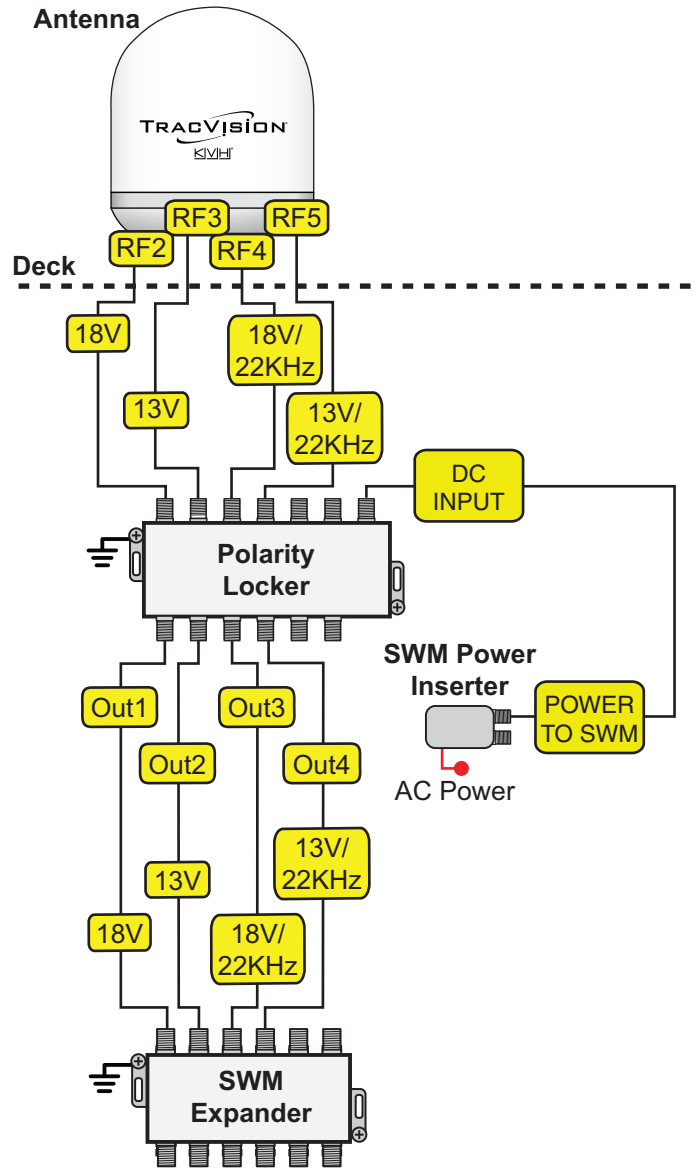 Antenna
TRACVISION
KVH
RF3
RF5
RF2
RF4
Deck
18V
18V/
22KHz
13V
13V/
22KHz
DC
INPUT
Polarity
Locker
SWM Power
Inserter
POWER
TO SWM
AC Power
Out1
Out3
Out2
Out4
13V/
22KHz
13V
18V
18V/
22KHz
SWM
Expander